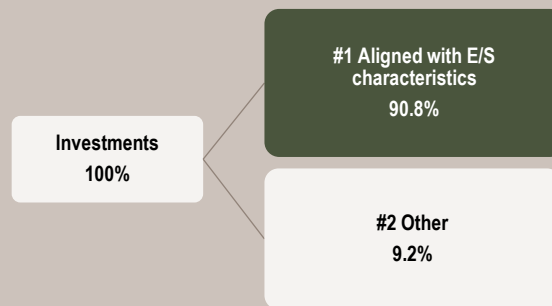 Investments
100%
#1 Aligned with E/S
characteristics
90.8%
#2 Other
9.2%